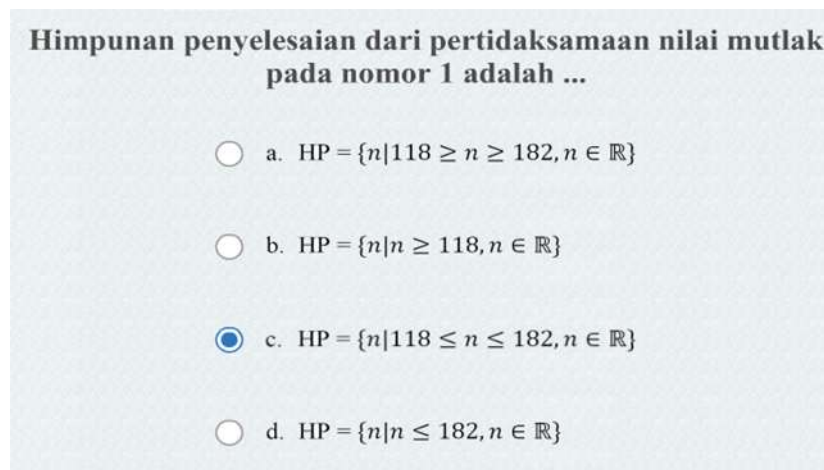 Himpunan penyelesaian dari pertidaksamaan nilai mutlak
pada nomor 1 adalah ...
a. HP = {n|118 ≥ n ≥ 182, n ∈ ℝ}
b. HP = {n|n ≥ 118, n ∈ ℝ}
c. HP = {n|118 ≤ n ≤ 182, n ∈ ℝ}
d. HP = {n|n ≤ 182, n ∈ ℝ}